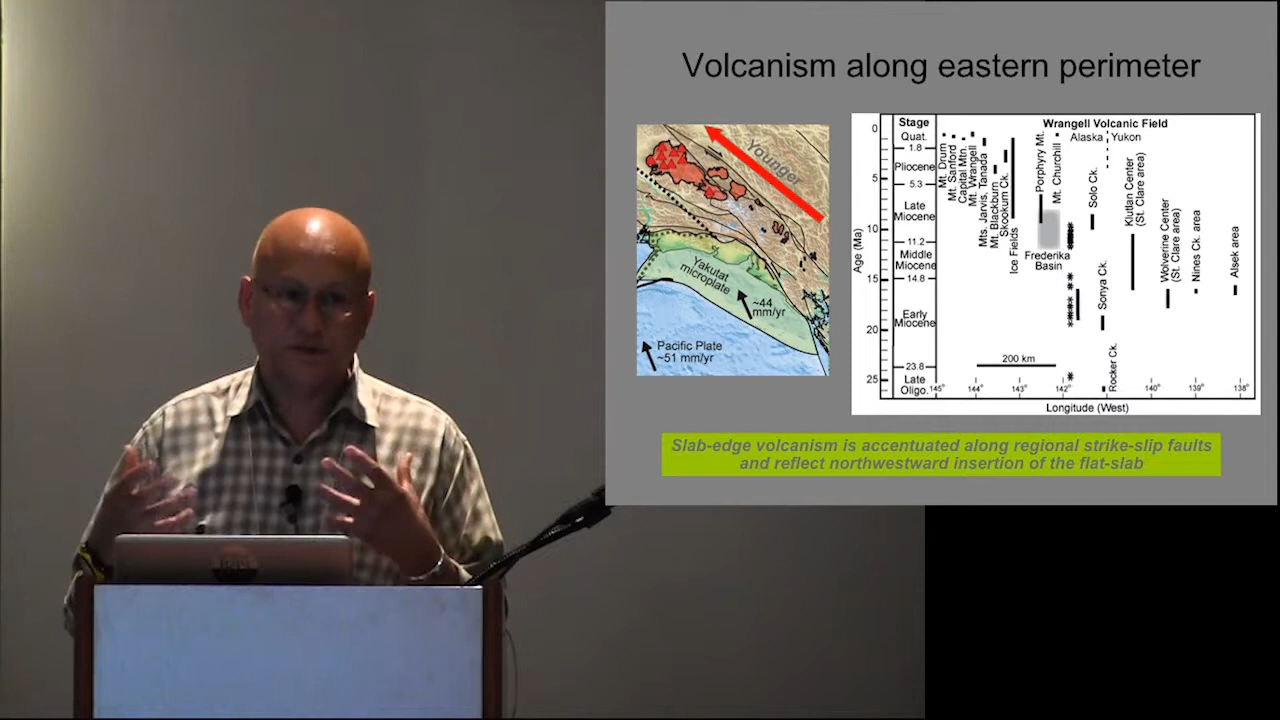 Volcanism along eastern perimeter
Younger
Yakutat
microplate
~44
mm/yr
Pacific Plate
~51 mm/yr
Stage
Wrangell Volcanic Field
Alaska
Yukon
Age (Ma)
0
5
10
15
20
25
Quat.
1.8
Pliocene
5.3
Late
Miocene
11.2
Middle
Miocene
14.8
Early
Miocene
23.8
Late
Oligo.
Mt. Drum
Mt. Sanford
Capital Mtn.
Mt. Wrangell
Mts. Jarvis, Tanada
Mt. Blackburn
Skookum Ck.
Ice Fields
Porphyry Mt.
Mt. Churchill
Frederika
Basin
Solo Ck.
Sonya Ck.
Rocker Ck.
Klutlan Center
(St. Clare area)
Wolverine Center
(St. Clare area)
Nines Ck. area
Alsek area
200 km
145°
144°
143°
142°
140°
139°
138°
Longitude (West)
Slab-edge volcanism is accentuated along regional strike-slip faults
and reflect northwestward insertion of the flat-slab